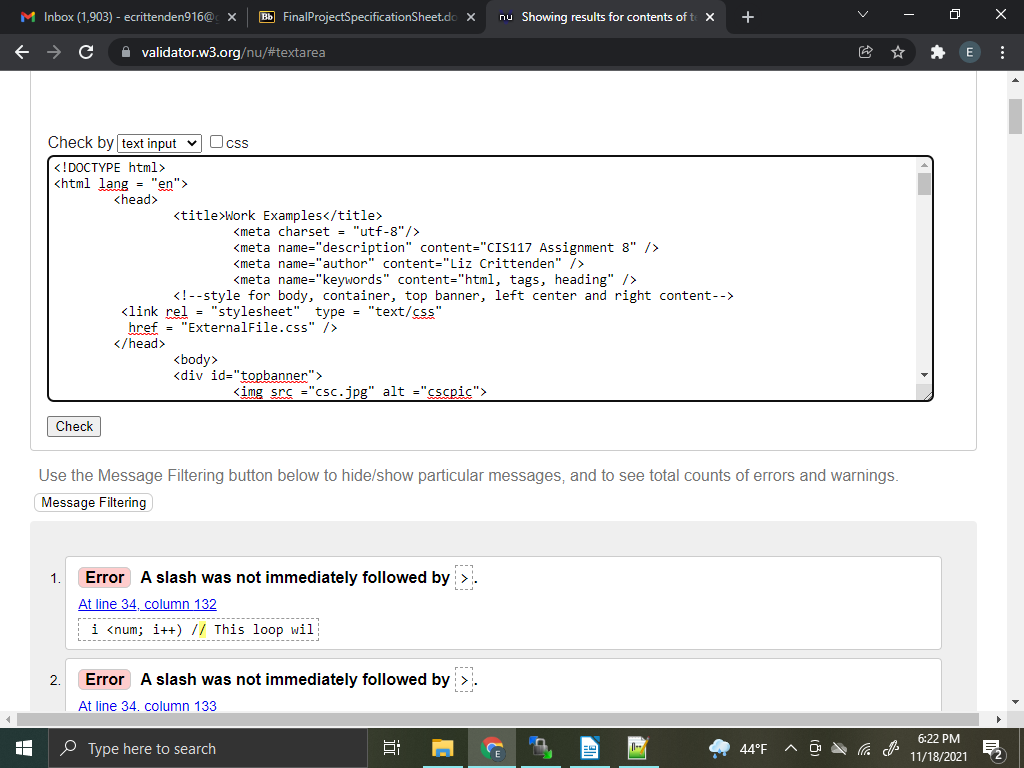 Inbox (1,903) - ecrittenden916@
FinalProjectSpecificationSheet.do
nu Showing results for contents of t
validator.w3.org/nu/#textarea
E
Check by text input css
<!DOCTYPE html>
<html lang = "en">
<head>
<title>Work Examples</title>
<meta charset = "utf-8"/>
<meta name="description" content="CIS117 Assignment 8" />
<meta name="author" content="Liz Crittenden" />
<meta name="keywords" content="html, tags, heading" />
<!--style for body, container, top banner, left center and right content-->
<link rel = "stylesheet"  type = "text/css"
href = "ExternalFile.css" />
</head>
<body>
<div id="topbanner">
<img src ="csc.jpg" alt ="cscpic">
Check
Use the Message Filtering button below to hide/show particular messages, and to see total counts of errors and warnings.
Message Filtering
1. Error A slash was not immediately followed by >.
At line 34, column 132
i <num; i++) // This loop wil
2. Error A slash was not immediately followed by >.
At line 34, column 133
Type here to search
E
44°F
6:22 PM
11/18/2021
2